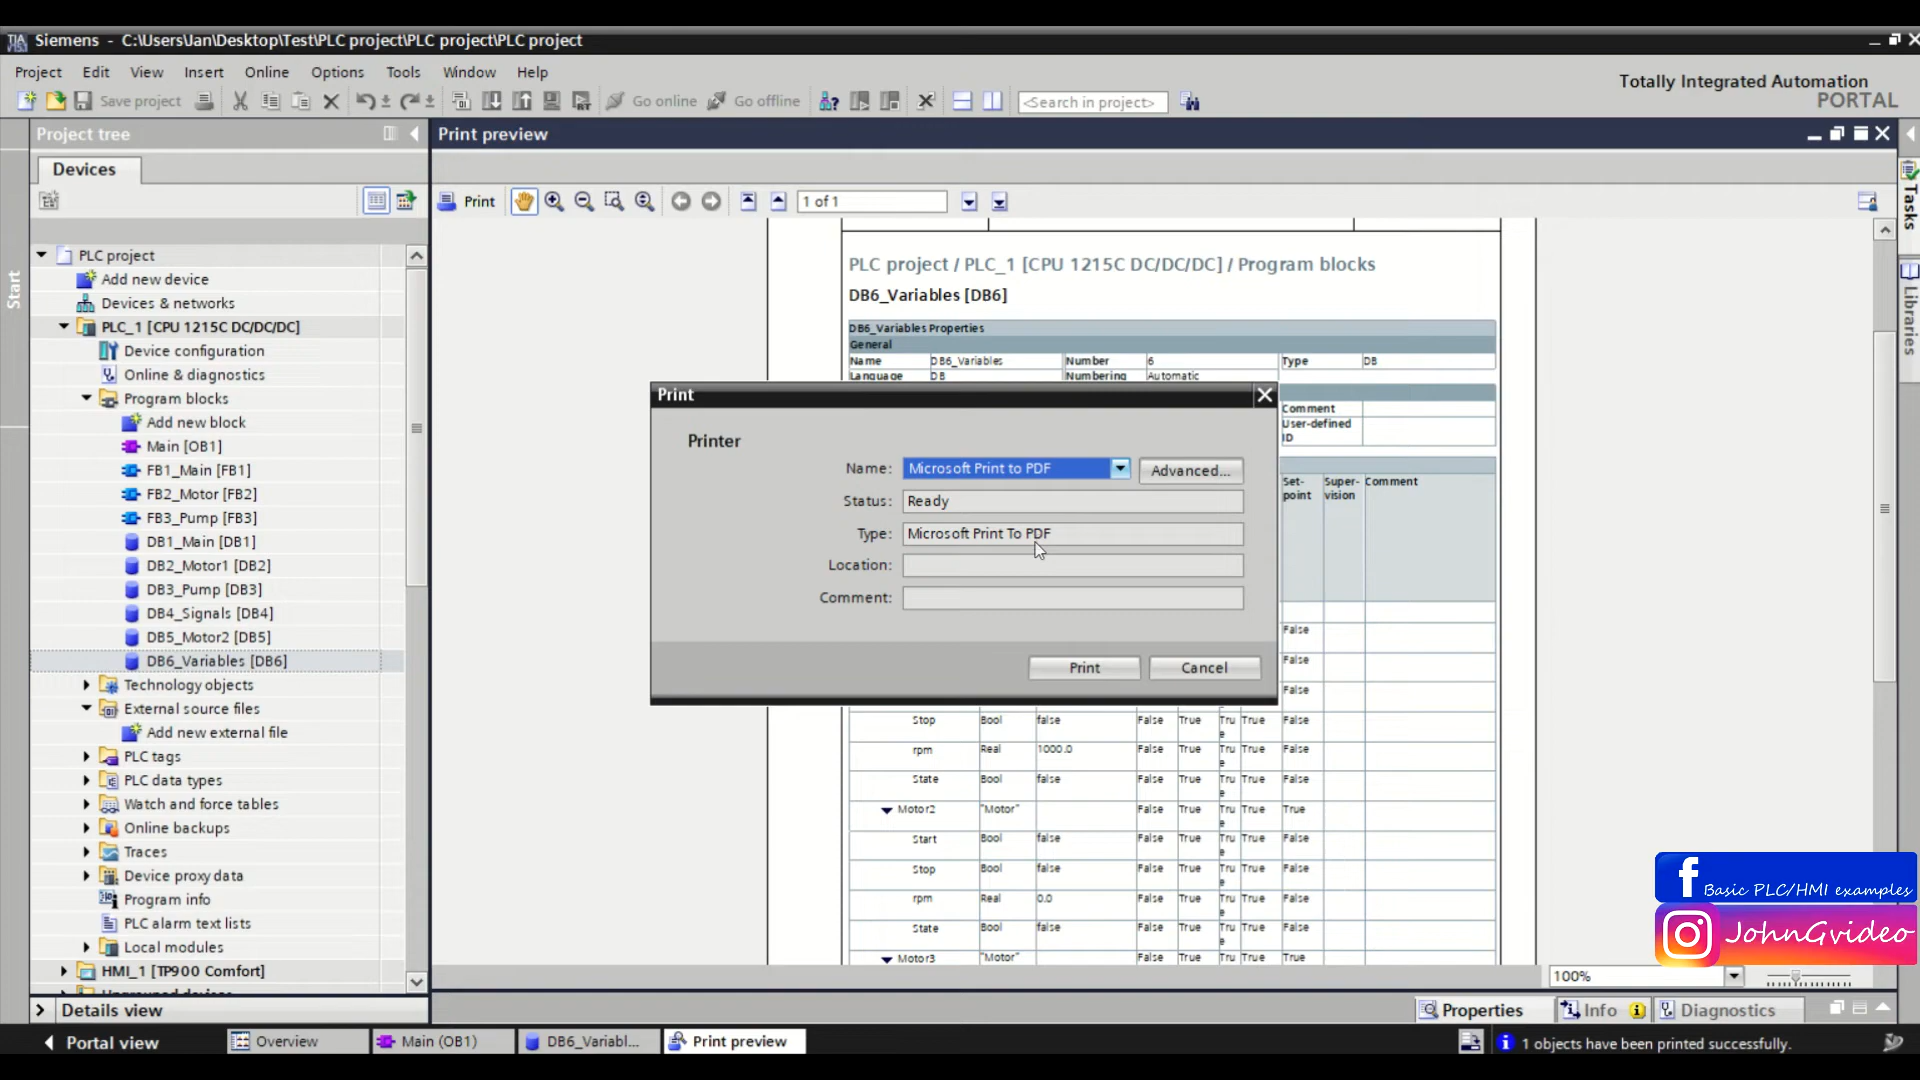 Siemens - C:\Users\Jan\Desktop\Test\PLC project\PLC project\PLC project
Project Edit View Insert Online Options Tools Window Help
Totally Integrated Automation
PORTAL
Save project
Go online
Go offline
<Search in project>
Project tree
Devices
Start
PLC project
Add new device
Devices & networks
PLC_1 [CPU 1215C DC/DC/DC]
Device configuration
Online & diagnostics
Program blocks
Add new block
Main [OB1]
FB1_Main [FB1]
FB2_Motor [FB2]
FB3_Pump [FB3]
DB1_Main [DB1]
DB2_Motor1 [DB2]
DB3_Pump [DB3]
DB4_Signals [DB4]
DB5_Motor2 [DB5]
DB6_Variables [DB6]
Technology objects
External source files
Add new external file
PLC tags
PLC data types
Watch and force tables
Online backups
Traces
Device proxy data
Program info
PLC alarm text lists
Local modules
HMI_1 [TP900 Comfort]
Details view
Print preview
Print
1 of 1
PLC project / PLC_1 [CPU 1215C DC/DC/DC] / Program blocks
DB6_Variables [DB6]
DB6_Variables Properties
General
Name DB6_Variables Number 6 Type DB
Language DB Numbering Automatic
Comment
User-defined
ID
Set-
point
Super-
vision
Comment
False
False
False
Print
Printer
Name: Microsoft Print to PDF Advanced...
Status: Ready
Type: Microsoft Print To PDF
Location:
Comment:
Print Cancel
Stop Bool false False True Tru
e True False
rpm Real 1000.0 False True Tru
e True False
State Bool false False True Tru
e True False
Motor2 "Motor" False True Tru
e True True
Start Bool false False True Tru
e True False
Stop Bool false False True Tru
e True False
rpm Real 0.0 False True Tru
e True False
State Bool false False True Tru
e True False
Motor3 "Motor" False True Tru True True
100%
Tasks
Libraries
Basic PLC/HMI examples
JohnGvideo
Properties Info Diagnostics
Portal view Overview Main (OB1) DB6_Variabl... Print preview
1 objects have been printed successfully.